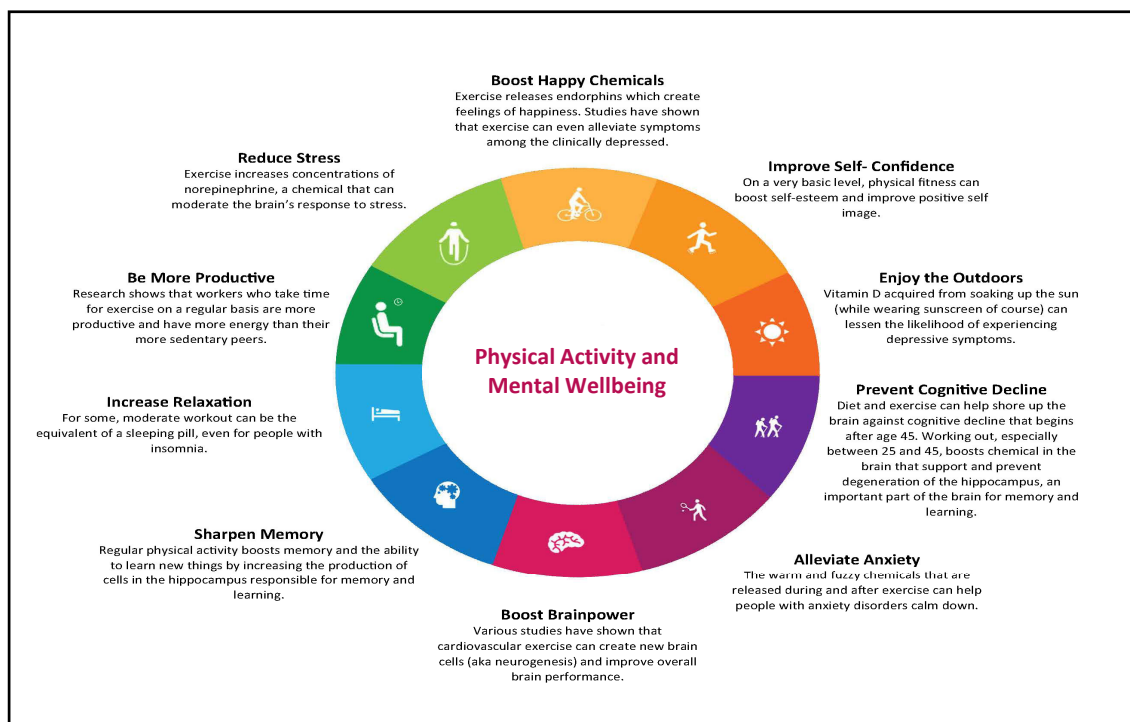 Boost Happy Chemicals
Exercise releases endorphins which create
feelings of happiness. Studies have shown
that exercise can even alleviate symptoms
among the clinically depressed.
Improve Self- Confidence
On a very basic level, physical fitness can
boost self-esteem and improve positive self
image.
Enjoy the Outdoors
Vitamin D acquired from soaking up the sun
(while wearing sunscreen of course) can
lessen the likelihood of experiencing
depressive symptoms.
Prevent Cognitive Decline
Diet and exercise can help shore up the
brain against cognitive decline that begins
after age 45. Working out, especially
between 25 and 45, boosts chemical in the
brain that support and prevent
degeneration of the hippocampus, an
important part of the brain for memory and
learning.
Alleviate Anxiety
The warm and fuzzy chemicals that are
released during and after exercise can help
people with anxiety disorders calm down.
Boost Brainpower
Various studies have shown that
cardiovascular exercise can create new brain
cells (aka neurogenesis) and improve overall
brain performance.
Sharpen Memory
Regular physical activity boosts memory and the ability
to learn new things by increasing the production of
cells in the hippocampus responsible for memory and
learning.
Increase Relaxation
For some, moderate workout can be the
equivalent of a sleeping pill, even for people with
insomnia.
Be More Productive
Research shows that workers who take time
for exercise on a regular basis are more
productive and have more energy than their
more sedentary peers.
Reduce Stress
Exercise increases concentrations of
norepinephrine, a chemical that can
moderate the brain's response to stress.
Physical Activity and
Mental Wellbeing